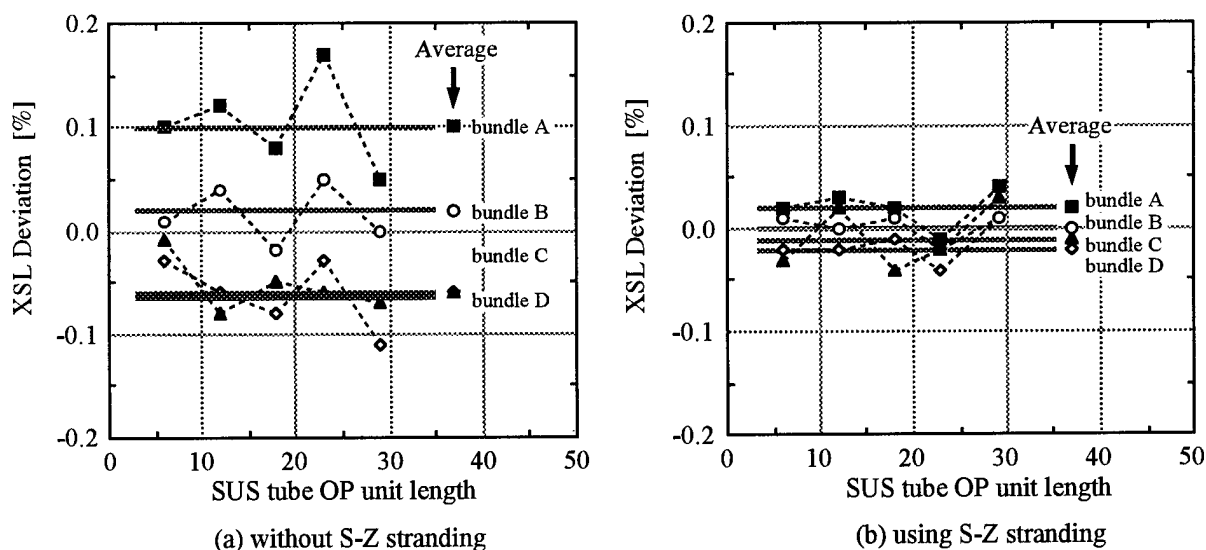 0.2
0.1
0.0
-0.1
-0.2
XSL Deviation [%]
Average
bundle A
bundle B
bundle C
bundle D
0 10 20 30 40 50
SUS tube OP unit length
(a) without S-Z stranding
0.2
0.1
0.0
-0.1
-0.2
XSL Deviation [%]
Average
bundle A
bundle B
bundle C
bundle D
0 10 20 30 40 50
SUS tube OP unit length
(b) using S-Z stranding